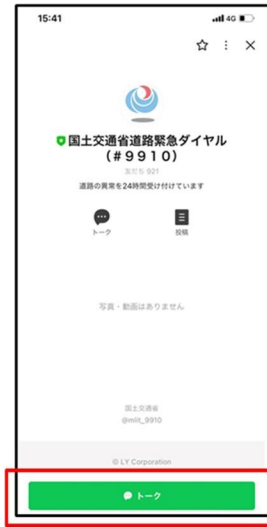 15:41
4G
国土交通省道路緊急ダイヤル
(#9910)
友だち 921
道路の異常を24時間受け付けています
トーク
投稿
写真・動画はありません
国土交通省
@mlit_9910
© LY Corporation
トーク